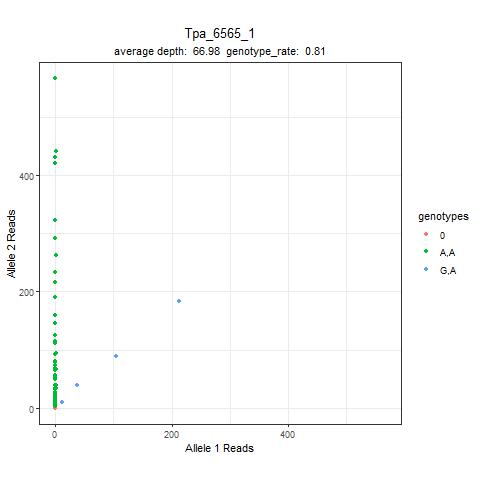 Tpa_6565_1
average depth:  66.98  genotype_rate:  0.81
400
200
0
Allele 2 Reads
0
200
400
Allele 1 Reads
genotypes
0
A,A
G,A